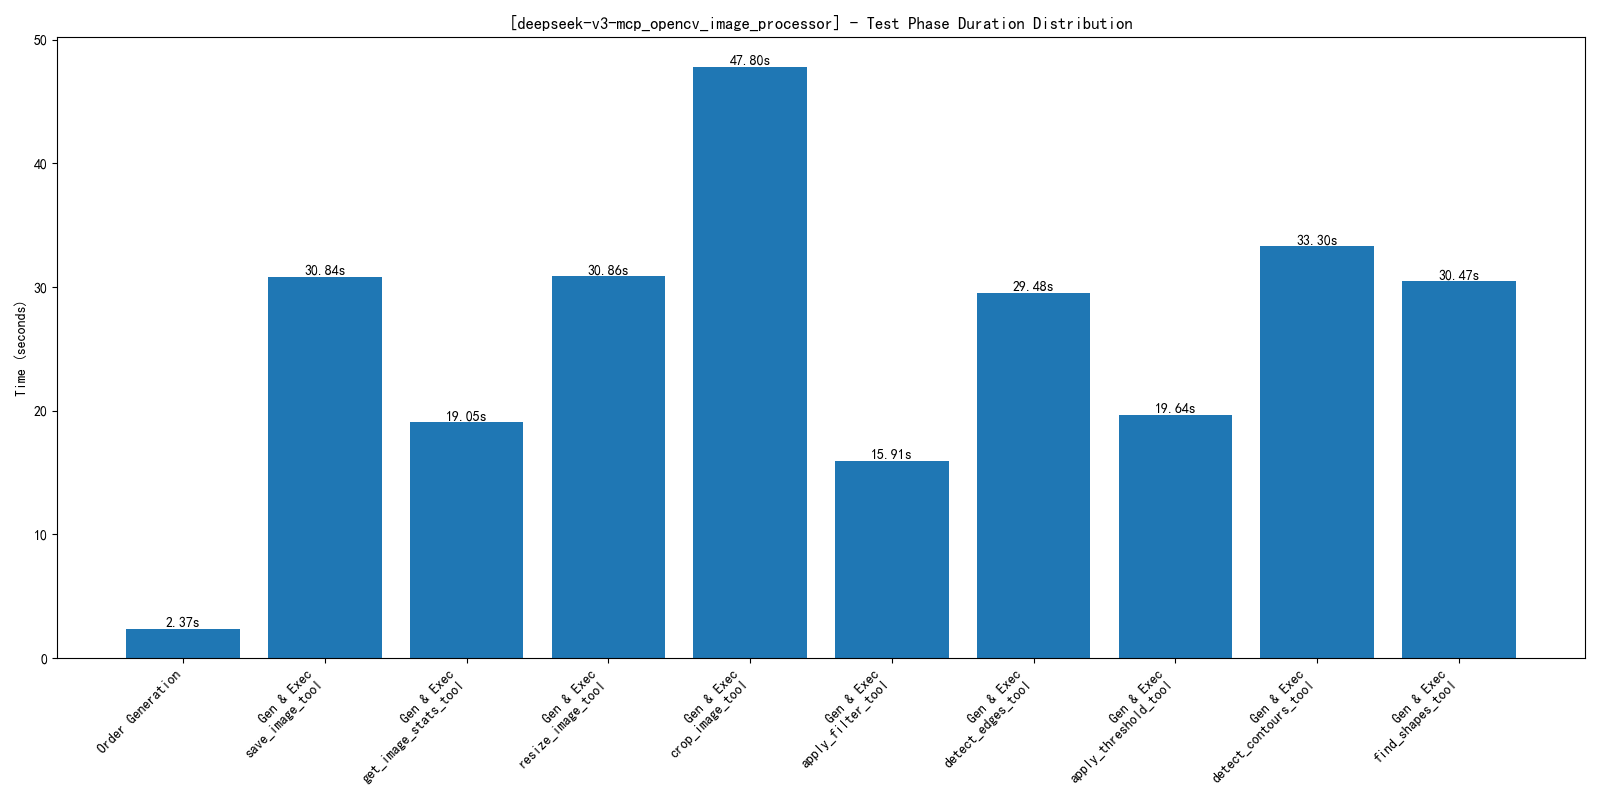 [deepseek-v3-mcp_opencv_image_processor] - Test Phase Duration Distribution
Time (seconds)
50
40
30
20
10
0
2.37s
30.84s
19.05s
30.86s
47.80s
15.91s
29.48s
19.64s
33.30s
30.47s
Order Generation
Gen & Exec
save_image_tool
Gen & Exec
get_image_stats_tool
Gen & Exec
resize_image_tool
Gen & Exec
crop_image_tool
Gen & Exec
apply_filter_tool
Gen & Exec
detect_edges_tool
Gen & Exec
apply_threshold_tool
Gen & Exec
detect_contours_tool
Gen & Exec
find_shapes_tool